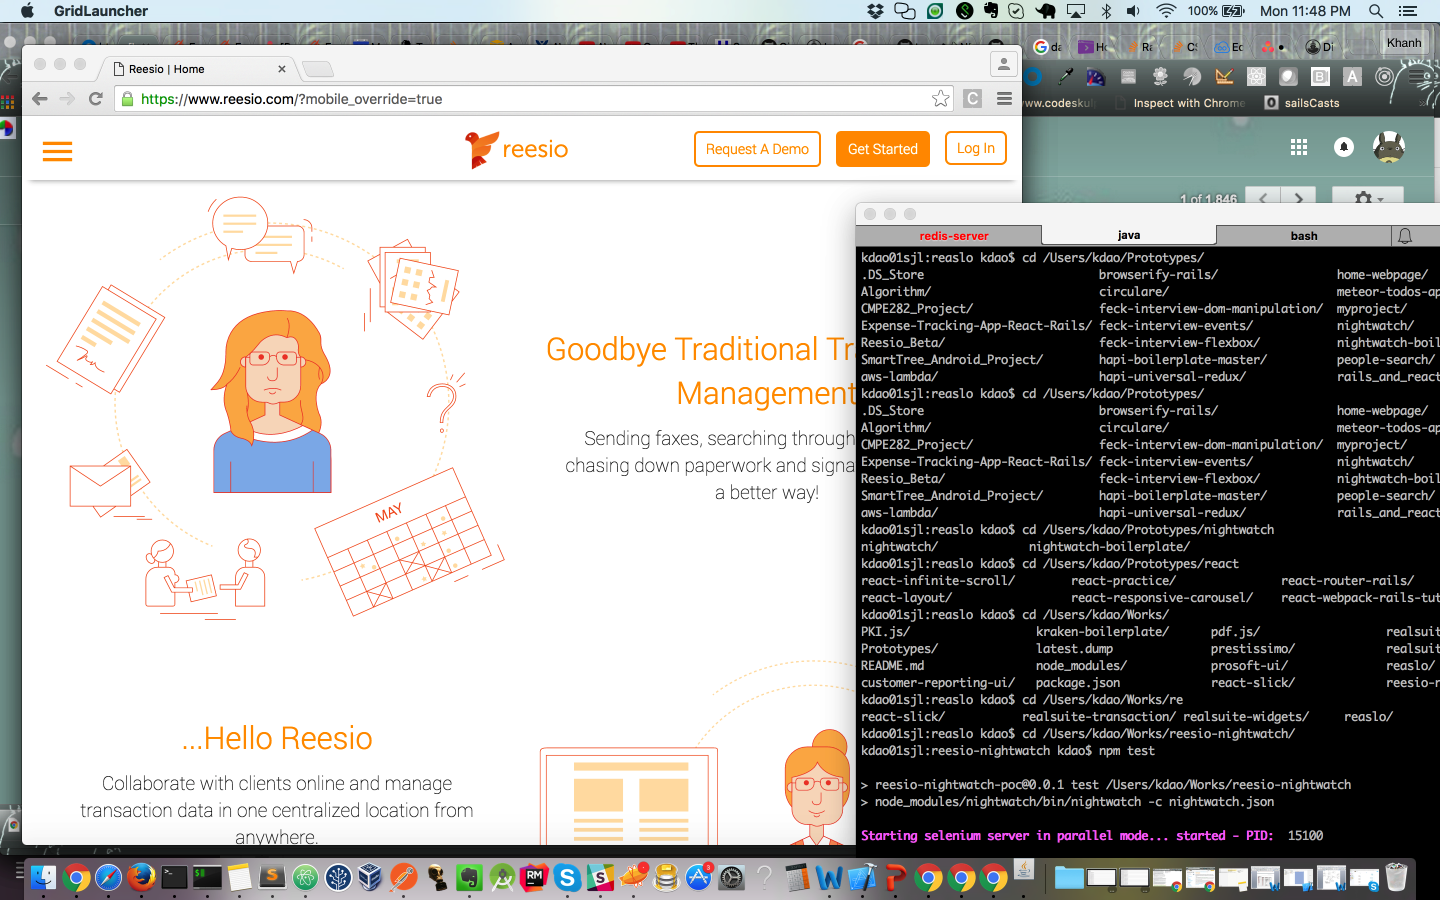 GridLauncher
100%
Mon 11:48 PM
Khanh
Reesio | Home
https://www.reesio.com/?mobile_override=true
Inspect with Chrome
sailsCasts
reesio
Request A Demo
Get Started
Log In
1 of 1,846
MAY
Goodbye Traditional Tr
Management
Sending faxes, searching through
chasing down paperwork and signa
a better way!
...Hello Reesio
Collaborate with clients online and manage
transaction data in one centralized location from
anywhere.
redis-server java bash
kdao01sjl:reaslo kdao$ cd /Users/kdao/Prototypes/
.DS_Store browserify-rails/ home-webpage/
Algorithm/ circulare/ meteor-todos-ap
CMPE282_Project/ feck-interview-dom-manipulation/ myproject/
Expense-Tracking-App-React-Rails/ feck-interview-events/ nightwatch/
Reesio_Beta/ feck-interview-flexbox/ nightwatch-boil
SmartTree_Android_Project/ hapi-boilerplate-master/ people-search/
aws-lambda/ hapi-universal-redux/ rails_and_react
kdao01sjl:reaslo kdao$ cd /Users/kdao/Prototypes/
.DS_Store browserify-rails/ home-webpage/
Algorithm/ circulare/ meteor-todos-ap
CMPE282_Project/ feck-interview-dom-manipulation/ myproject/
Expense-Tracking-App-React-Rails/ feck-interview-events/ nightwatch/
Reesio_Beta/ feck-interview-flexbox/ nightwatch-boil
SmartTree_Android_Project/ hapi-boilerplate-master/ people-search/
aws-lambda/ hapi-universal-redux/ rails_and_react
kdao01sjl:reaslo kdao$ cd /Users/kdao/Prototypes/nightwatch
nightwatch/ nightwatch-boilerplate/
kdao01sjl:reaslo kdao$ cd /Users/kdao/Prototypes/react
react-infinite-scroll/ react-practice/ react-router-rails/
react-layout/ react-responsive-carousel/ react-webpack-rails-tut
kdao01sjl:reaslo kdao$ cd /Users/kdao/Works/
PKI.js/ kraken-boilerplate/ pdf.js/ realsuit
Prototypes/ latest.dump prestissimo/ realsuit
README.md node_modules/ prosoft-ui/ reaslo/
customer-reporting-ui/ package.json react-slick/ reesio-n
kdao01sjl:reaslo kdao$ cd /Users/kdao/Works/re
react-slick/ realsuite-transaction/ realsuite-widgets/ reaslo/
kdao01sjl:reaslo kdao$ cd /Users/kdao/Works/reesio-nightwatch/
kdao01sjl:reesio-nightwatch kdao$ npm test
> reesio-nightwatch-poc@0.0.1 test /Users/kdao/Works/reesio-nightwatch
> node_modules/nightwatch/bin/nightwatch -c nightwatch.json
Starting selenium server in parallel mode... started - PID: 15100